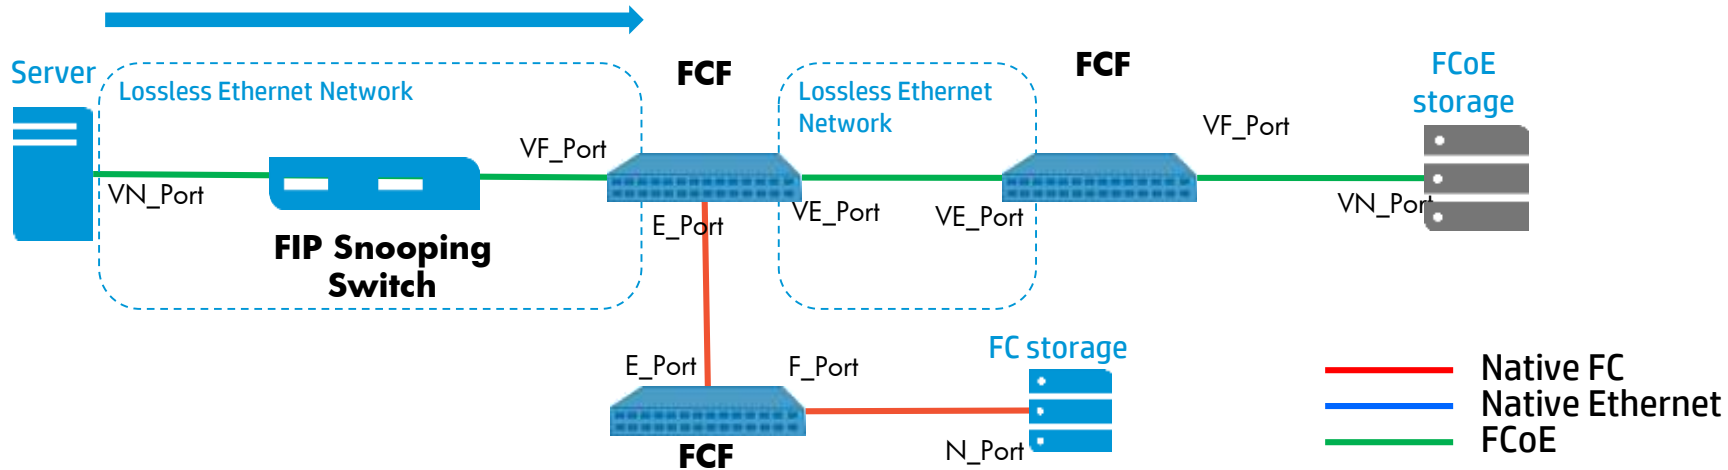 Server
Lossless Ethernet Network
FCF
Lossless Ethernet
Network
FCF
FCoE
storage
VF_Port
VF_Port
VN_Port
E_Port
VE_Port
VE_Port
VN_Port
FIP Snooping
Switch
E_Port
F_Port
FC storage
N_Port
FCF
Native FC
Native Ethernet
FCoE